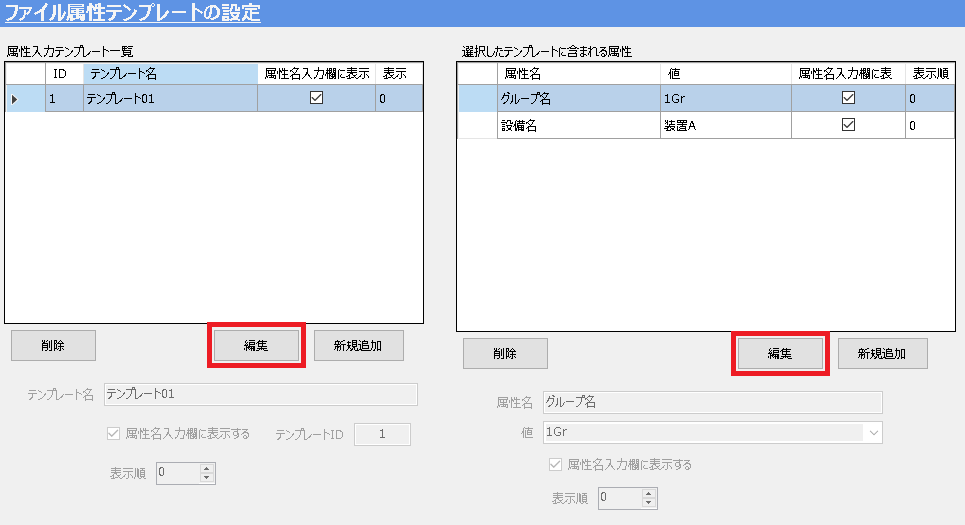 ファイル属性テンプレートの設定
属性入力テンプレート一覧
ID テンプレート名 属性名入力欄に表示 表示
1 テンプレート01 0
削除 編集 新規追加
テンプレート名 テンプレート01
属性名入力欄に表示する テンプレートID 1
表示順 0
選択したテンプレートに含まれる属性
属性名 値 属性名入力欄に表 表示順
グループ名 1Gr 0
設備名 装置A 0
削除 編集 新規追加
属性名 グループ名
値 1Gr
属性名入力欄に表示する
表示順 0